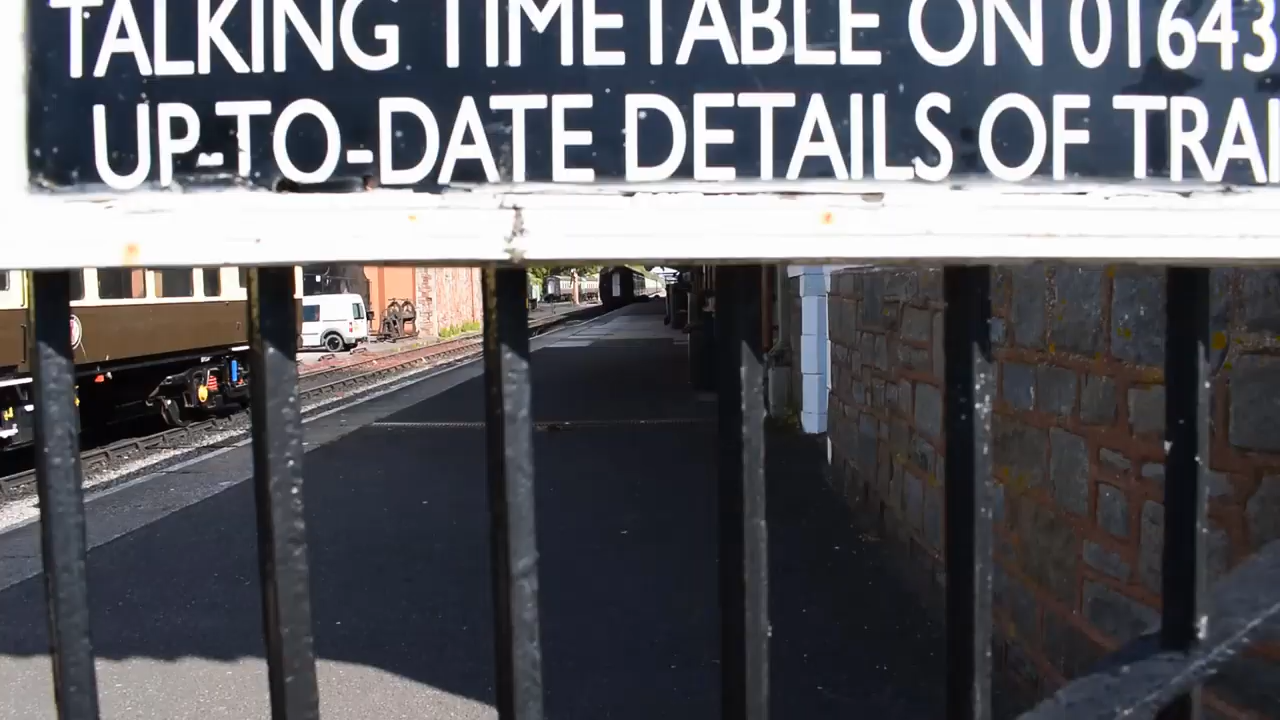 TALKING TIMETABLE ON 01643
UP-TO-DATE DETAILS OF TRAI